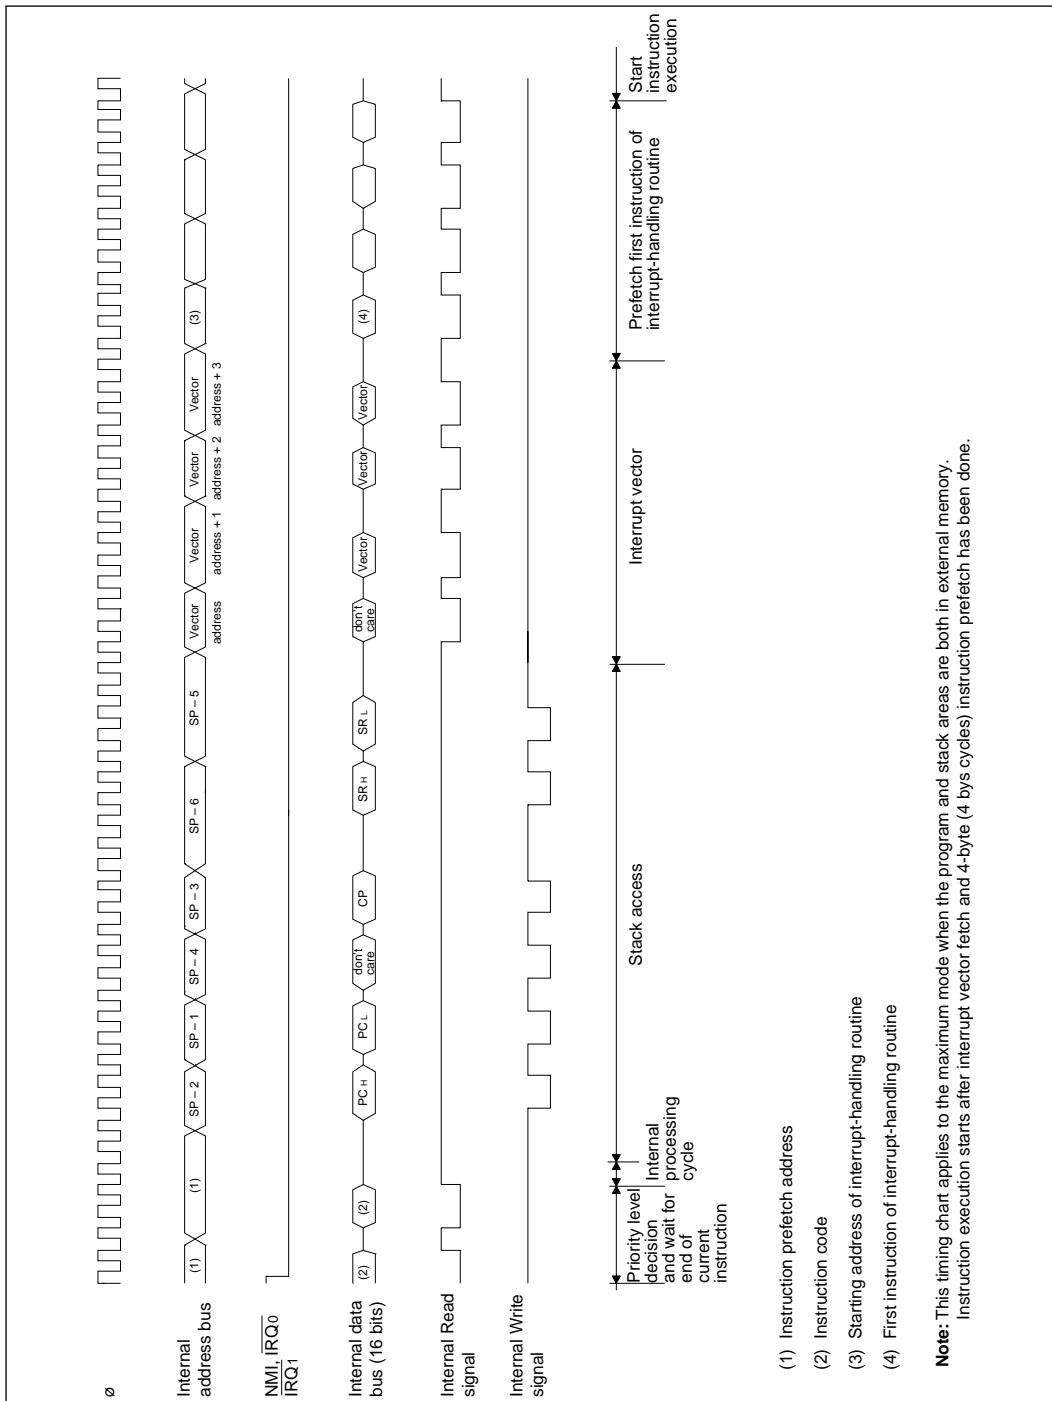 ø
Internal
address bus
(1)
(1)
SP – 2
SP – 1
SP – 4
SP – 3
SP – 6
SP – 5
Vector
address
Vector
address + 1
Vector
address + 2
Vector
address + 3
(3)
NMI, IRQ0
IRQ1
Internal data
bus (16 bits)
(2)
(2)
PC H
PC L
don't
care
CP
SR H
SR L
don't
care
Vector
Vector
Vector
(4)
Internal Read
signal
Internal Write
signal
Priority level
decision
and wait for
end of
current
instruction
Internal
processing
cycle
Stack access
Interrupt vector
Prefetch first instruction of
interrupt-handling routine
Start
instruction
execution
(1) Instruction prefetch address
(2) Instruction code
(3) Starting address of interrupt-handling routine
(4) First instruction of interrupt-handling routine
Note: This timing chart applies to the maximum mode when the program and stack areas are both in external memory.
Instruction execution starts after interrupt vector fetch and 4-byte (4 bys cycles) instruction prefetch has been done.